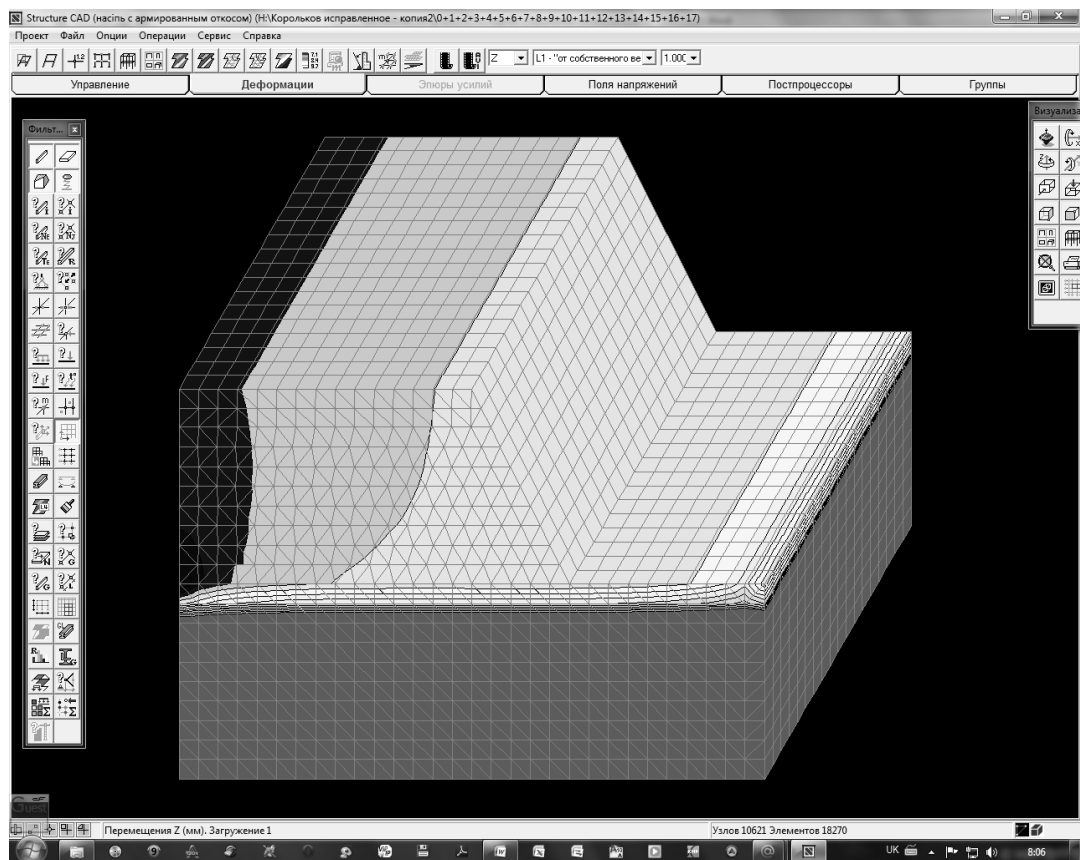 Structure CAD (насіпь с армированным откосом) (H:\Корольков исправленное - копия2\0+1+2+3+4+5+6+7+8+9+10+11+12+13+14+15+16+17)
Проект Файл Опции Операции Сервис Справка
Z L1 - "от собственного ве 1.00
Управление Деформации Эпюры усилий Поля напряжений Постпроцессоры Группы
Фильт...
Визуализа
Guest
Перемещения Z (мм). Загружение 1 Узлов 10621 Элементов 18270
UK 8:06